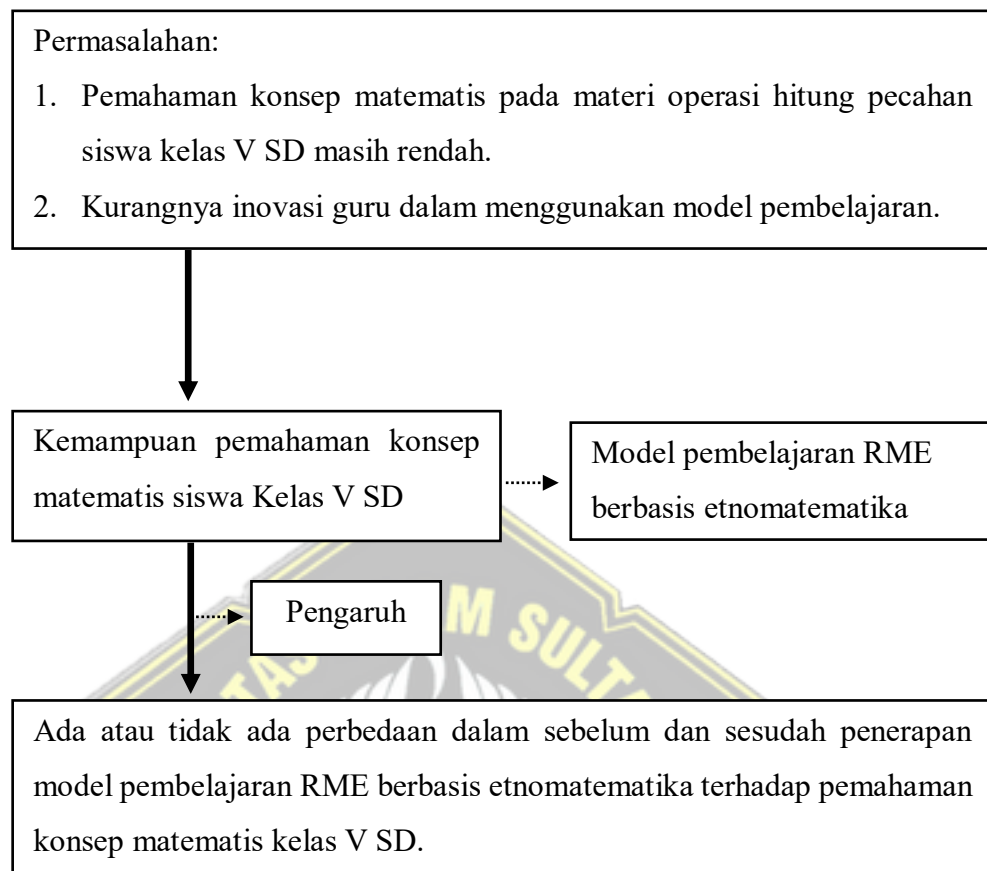 Permasalahan:
1. Pemahaman konsep matematis pada materi operasi hitung pecahan
siswa kelas V SD masih rendah.
2. Kurangnya inovasi guru dalam menggunakan model pembelajaran.
Kemampuan pemahaman konsep
matematis siswa Kelas V SD
Model pembelajaran RME
berbasis etnomatematika
Pengaruh
Ada atau tidak ada perbedaan dalam sebelum dan sesudah penerapan
model pembelajaran RME berbasis etnomatematika terhadap pemahaman
konsep matematis kelas V SD.